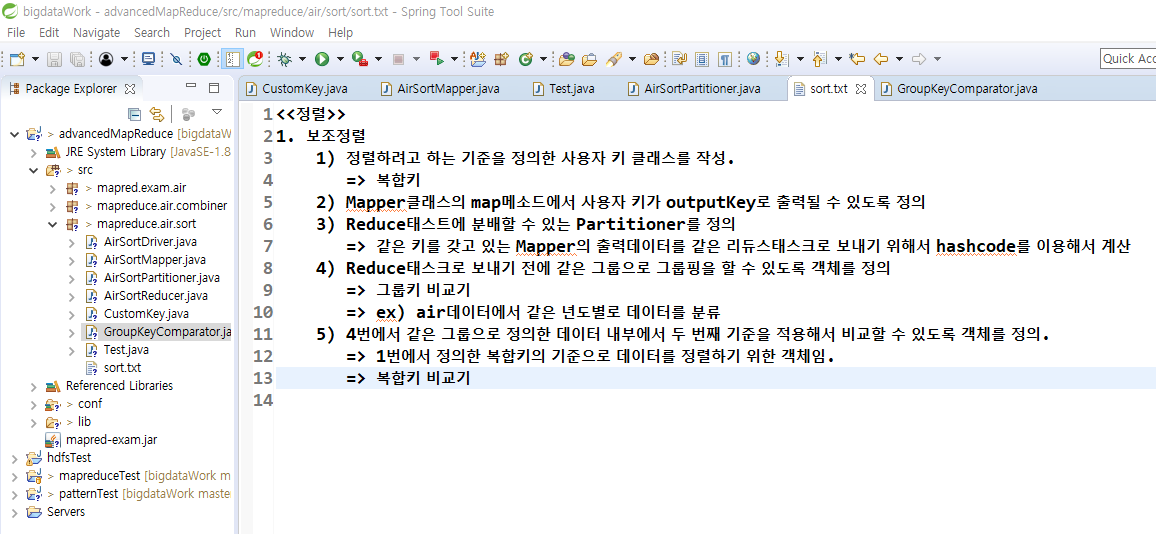 bigdataWork - advancedMapReduce/src/mapreduce/air/sort/sort.txt - Spring Tool Suite
File Edit Navigate Search Project Run Window Help
Quick Acc
Package Explorer
CustomKey.java AirSortMapper.java Test.java AirSortPartitioner.java sort.txt GroupKeyComparator.java
> advancedMapReduce [bigdataW
JRE System Library [JavaSE-1.8
> src
> mapred.exam.air
> mapreduce.air.combiner
> mapreduce.air.sort
AirSortDriver.java
AirSortMapper.java
AirSortPartitioner.java
AirSortReducer.java
CustomKey.java
GroupKeyComparator.ja
Test.java
sort.txt
Referenced Libraries
> conf
> lib
mapred-exam.jar
hdfsTest
> mapreduceTest [bigdataWork m
> patternTest [bigdataWork master
Servers
1 <<정렬>>
2 1. 보조정렬
3 1) 정렬하려고 하는 기준을 정의한 사용자 키 클래스를 작성.
4 => 복합키
5 2) Mapper클래스의 map메소드에서 사용자 키가 outputKey로 출력될 수 있도록 정의
6 3) Reduce태스트에 분배할 수 있는 Partitioner를 정의
7 => 같은 키를 갖고 있는 Mapper의 출력데이터를 같은 리듀스태스크로 보내기 위해서 hashcode를 이용해서 계산
8 4) Reduce태스크로 보내기 전에 같은 그룹으로 그룹핑을 할 수 있도록 객체를 정의
9 => 그룹키 비교기
10 => ex) air데이터에서 같은 년도별로 데이터를 분류
11 5) 4번에서 같은 그룹으로 정의한 데이터 내부에서 두 번째 기준을 적용해서 비교할 수 있도록 객체를 정의.
12 => 1번에서 정의한 복합키의 기준으로 데이터를 정렬하기 위한 객체임.
13 => 복합키 비교기
14